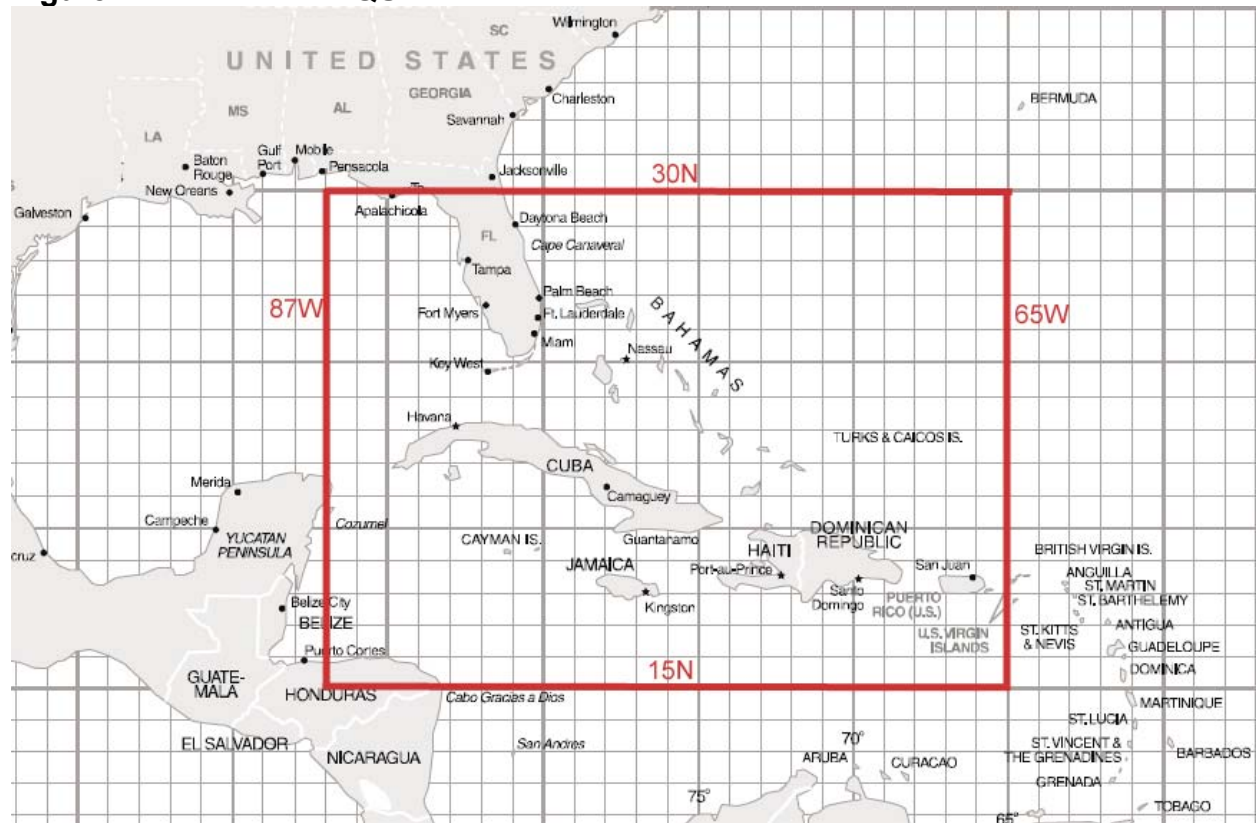 Wilmington
SC
UNITED STATES
GEORGIA
Charleston
MS
AL
BERMUDA
Savannah
LA
Gulf
Port
Mobile
Baton
Rouge
Pensacola
Jacksonville
30N
New Oreans
Galveston
Apalachicola
Daytona Beach
FL
Cape Canaveral
Tampa
87W
Palm Beach
65W
Fort Myers
Ft. Lauderdale
BAHAMAS
Miami
Nassau
Key West
Havana
TURKS & CAICOS IS.
CUBA
Merida
Camaguey
Campeche
Cozumel
YUCATAN
PENINSULA
CAYMAN IS.
Guantanamo
DOMINICAN
REPUBLIC
HAITI
cruz
JAMAICA
Port-au-Prince
San Juan
BRITISH VIRGIN IS.
ANGUILLA
ST. MARTIN
ST. BARTHELEMY
Belize City
BELIZE
Kingston
Santo
Domingo
PUERTO
RICO (U.S.)
ANTIGUA
U.S. VIRGIN
ISLANDS
ST. KITTS
& NEVIS
GUADELOUPE
Puerto Cortes
15N
DOMINICA
GUATE-
MALA
HONDURAS
Cabo Gracias a Dios
MARTINIQUE
ST. LUCIA
EL SALVADOR
San Andres
70°
ST. VINCENT &
THE GRENADINES
BARBADOS
NICARAGUA
ARUBA
CURACAO
GRENADA
75°
TOBAGO
65°